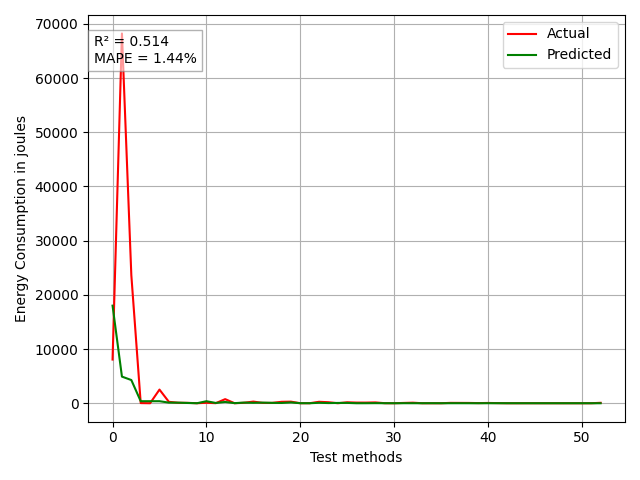 R² = 0.514
MAPE = 1.44%
Actual
Predicted
Energy Consumption in joules
70000
60000
50000
40000
30000
20000
10000
0
0 10 20 30 40 50
Test methods